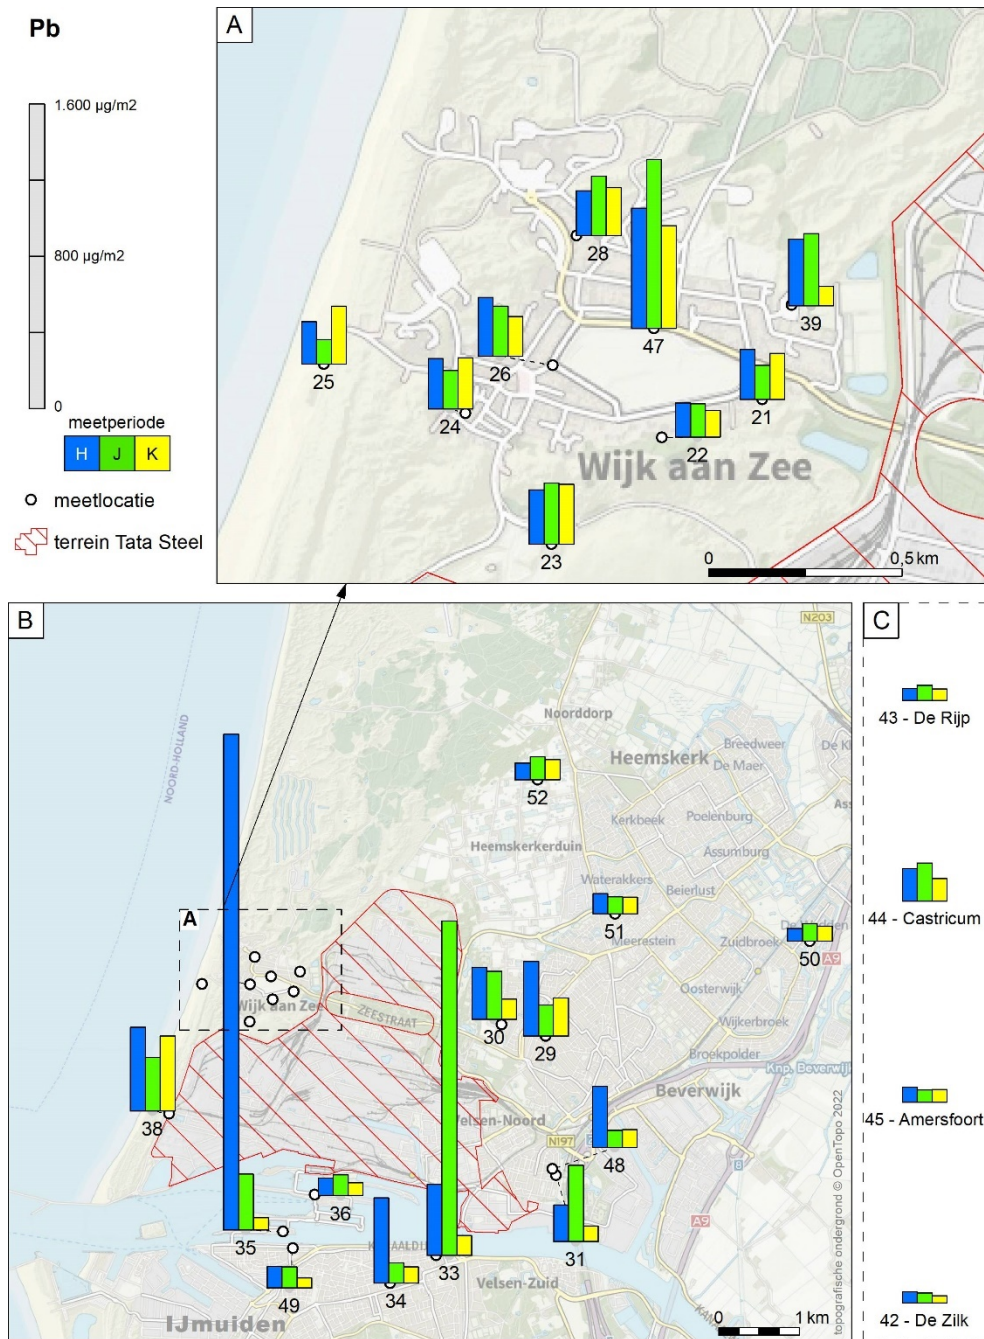 Pb
1.600 µg/m2
800 µg/m2
0
meetperiode
H J K
meetlocatie
terrein Tata Steel
A
28
47
39
25
26
24
21
22
Wijk aan Zee
23
0 0,5 km
B
N203
NOORD-HOLLAND
Noorddorp
Heemskerk
Breedweer
De Maer
52
Kerkbeek
Poelenburg
Heemskerkerduin
Assumburg
Waterakkers
Beierlust
51
Meerestein
Zuidbroek
50
A9
A
Wijk aan Zee
ZEESTRAAT
30
29
Oosterwijk
Wijkerbroek
Broekpolder
Knp. Beverwijk
Beverwijk
38
Velsen-Noord
N197
48
A9
36
35
31
33
34
49
Velsen-Zuid
IJmuiden
0 1 km
topografische ondergrond © OpenTopo 2022
C
43 - De Rijp
44 - Castricum
45 - Amersfoort
42 - De Zilk